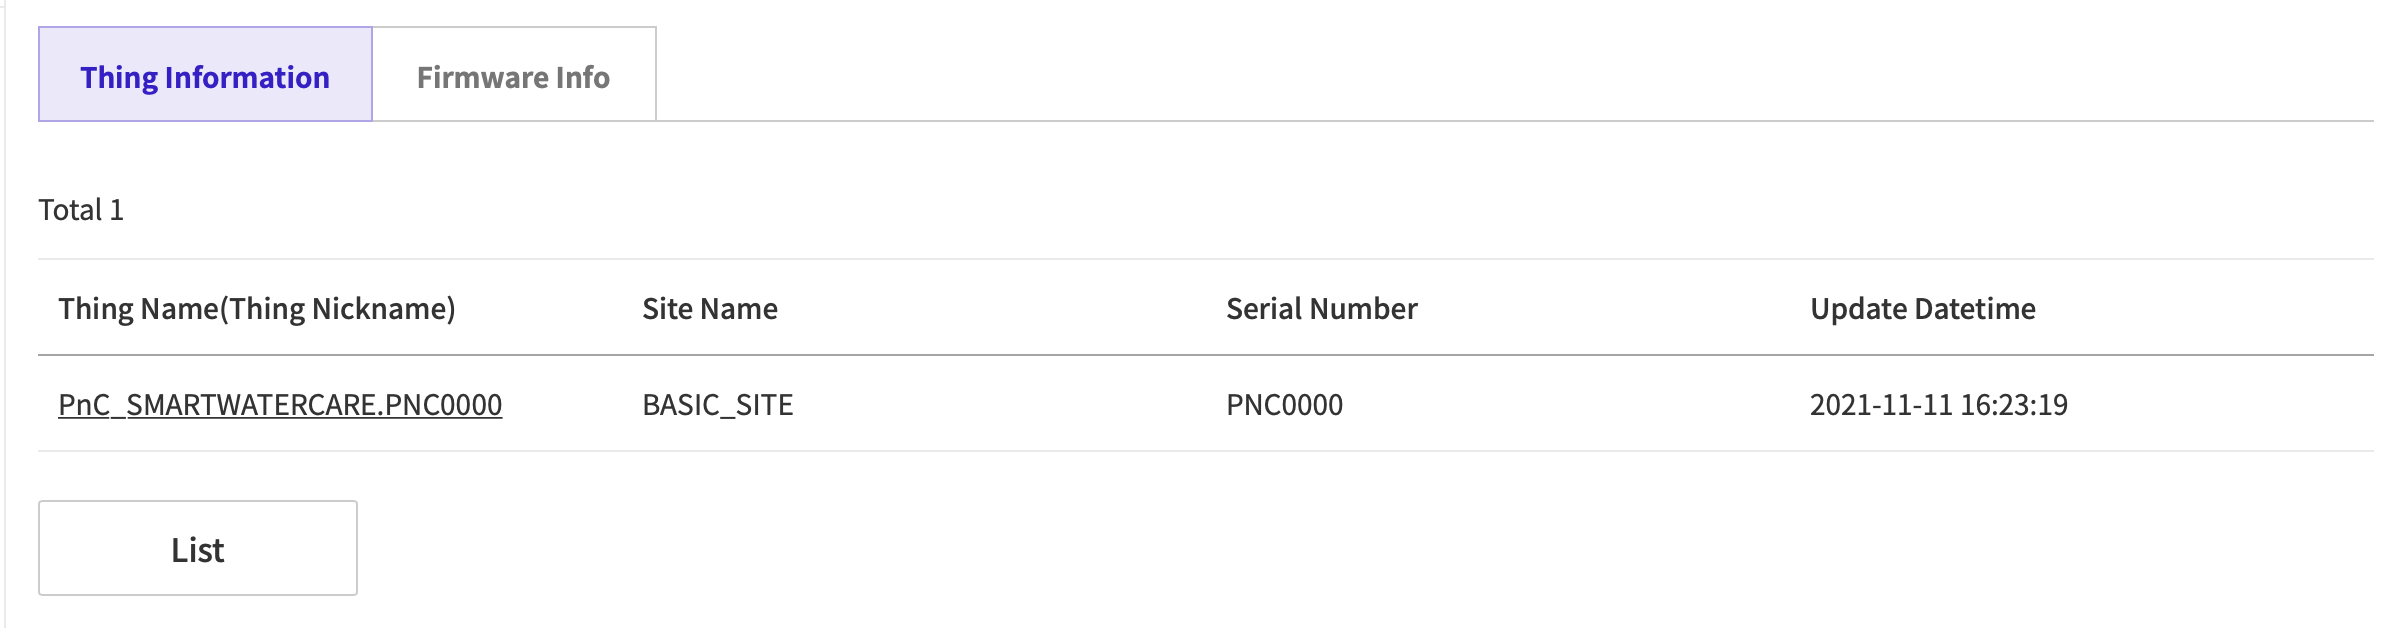 Thing Information Firmware Info
Total 1
Thing Name(Thing Nickname) Site Name Serial Number Update Datetime
PnC_SMARTWATERCARE.PNC0000 BASIC_SITE PNC0000 2021-11-11 16:23:19
List